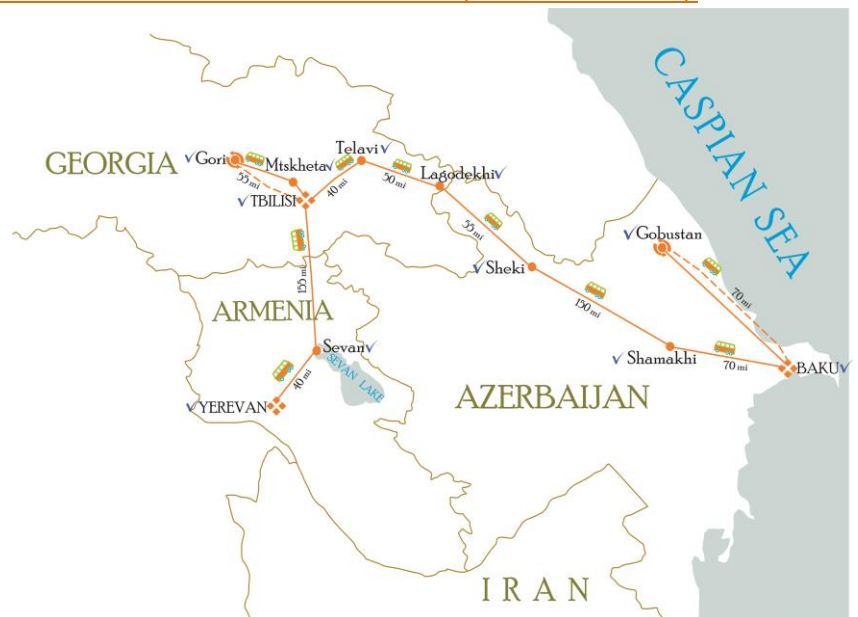 CASPIAN SEA
GEORGIA
Gori
Mtskheta
Telavi
Lagodekhi
55 mi
TBILISI
40 mi
50 mi
55 mi
Sheki
Gobustan
70 mi
155 mi
ARMENIA
150 mi
Sevan
SEVAN LAKE
40 mi
YEREVAN
Shamakhi
70 mi
BAKU
AZERBAIJAN
IRAN